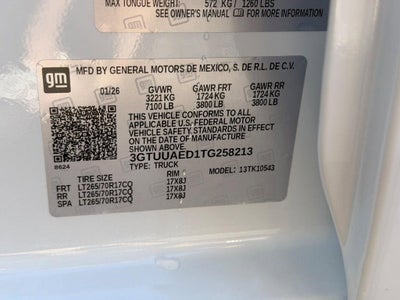 MAX TONGUE WEIGHT: 572 KG / 1260 LBS
SEE OWNER'S MANUAL FOR MORE INFORMATION
gm
MFD BY GENERAL MOTORS DE MEXICO, S. DE R.L. DE C.V.
01/26 GVWR GAWR FRT GAWR RR
3221 KG 1724 KG 1724 KG
7100 LB 3800 LB 3800 LB
THIS VEHICLE CONFORMS TO ALL
APPLICABLE U.S. FEDERAL MOTOR
VEHICLE SAFETY STANDARDS IN
EFFECT ON THE DATE OF
MANUFACTURE SHOWN ABOVE.
3GTUUAED1TG258213
TYPE: TRUCK MODEL: 13TK10543
8624
TIRE SIZE RIM
FRT LT265/70R17CQ 17X8J
RR LT265/70R17CQ 17X8J
SPA LT265/70R17CQ 17X8J